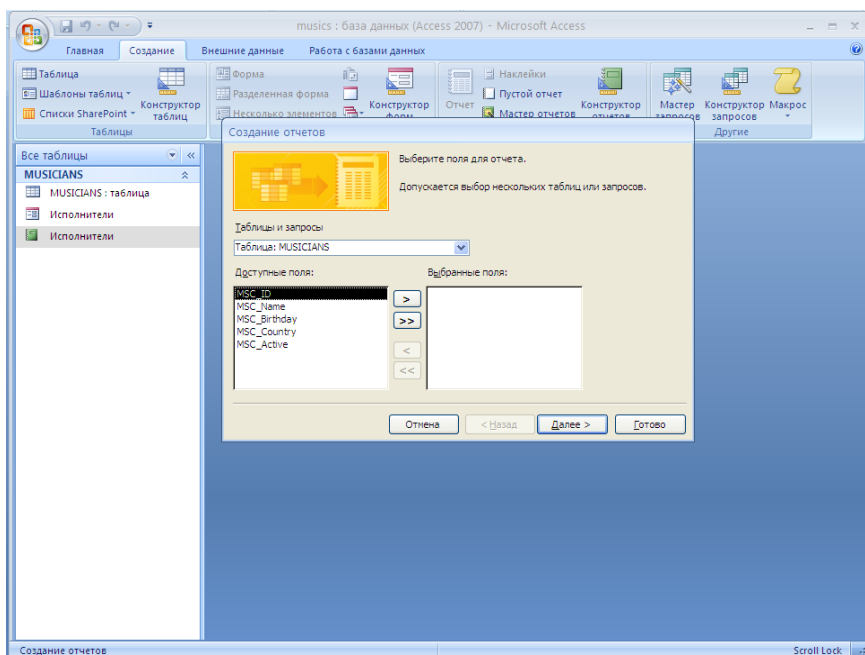 musics : база данных (Access 2007) - Microsoft Access
Главная Создание Внешние данные Работа с базами данных
Таблица
Шаблоны таблиц
Списки SharePoint
Конструктор таблиц
Таблицы
Форма
Разделенная форма
Несколько элементов
Конструктор форм
Отчет
Наклейки
Пустой отчет
Мастер отчетов
Конструктор отчетов
Мастер запросов
Конструктор запросов
Макрос
Другие
Все таблицы
MUSICIANS
MUSICIANS : таблица
Исполнители
Исполнители
Создание отчетов
Выберите поля для отчета.
Допускается выбор нескольких таблиц или запросов.
Таблицы и запросы
Таблица: MUSICIANS
Доступные поля:
Выбранные поля:
MSC_ID
MSC_Name
MSC_Birthday
MSC_Country
MSC_Active
>
>>
<
<<
Отмена
< Назад
Далее >
Готово
Создание отчетов
Scroll Lock